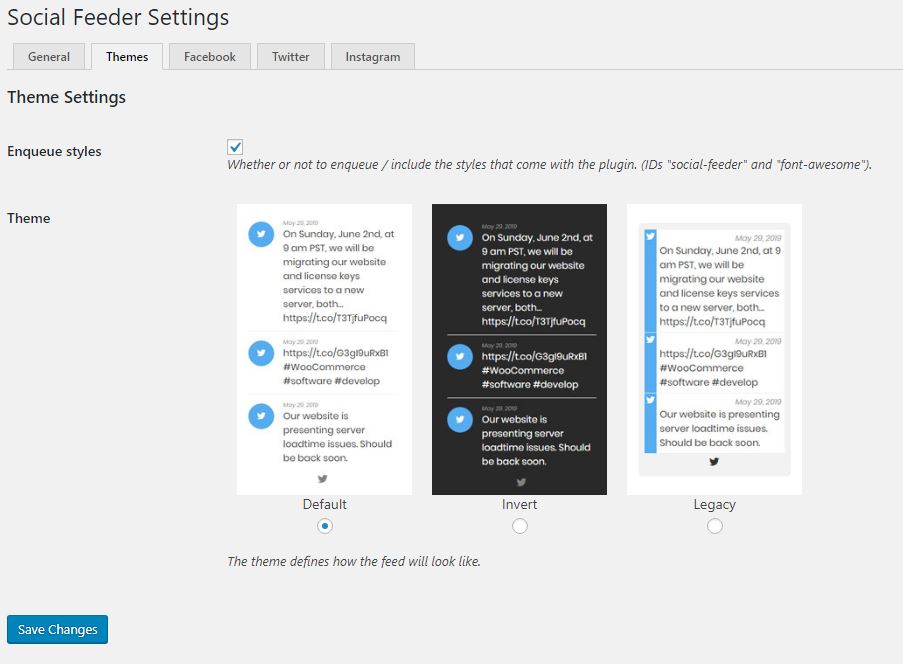 Social Feeder Settings
General Themes Facebook Twitter Instagram
Theme Settings
Enqueue styles
Whether or not to enqueue / include the styles that come with the plugin. (IDs "social-feeder" and "font-awesome").
Theme
May 29, 2019
On Sunday, June 2nd, at
9 am PST, we will be
migrating our website
and license keys
services to a new
server, both...
https://t.co/T3TjfuPocq
May 29, 2019
https://t.co/G3gI9uRxB1
#WooCommerce
#software #develop
May 29, 2019
Our website is
presenting server
loadtime issues. Should
be back soon.
Default
May 29, 2019
On Sunday, June 2nd, at
9 am PST, we will be
migrating our website
and license keys
services to a new
server, both...
https://t.co/T3TjfuPocq
May 29, 2019
https://t.co/G3gI9uRxB1
#WooCommerce
#software #develop
May 29, 2019
Our website is
presenting server
loadtime issues. Should
be back soon.
Invert
May 29, 2019
On Sunday, June 2nd, at 9
am PST, we will be
migrating our website
and license keys services
to a new server, both...
https://t.co/T3TjfuPocq
May 29, 2019
https://t.co/G3gI9uRxB1
#WooCommerce
#software #develop
May 29, 2019
Our website is presenting
server loadtime issues.
Should be back soon.
Legacy
The theme defines how the feed will look like.
Save Changes